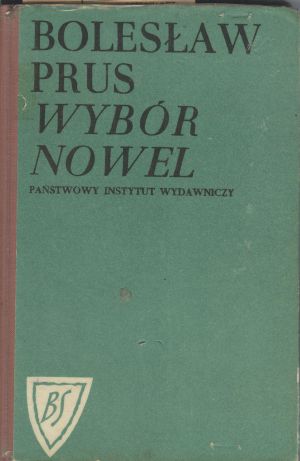 BOLESŁAW
PRUS
WYBÓR
NOWEL
PAŃSTWOWY INSTYTUT WYDAWNICZY
BS